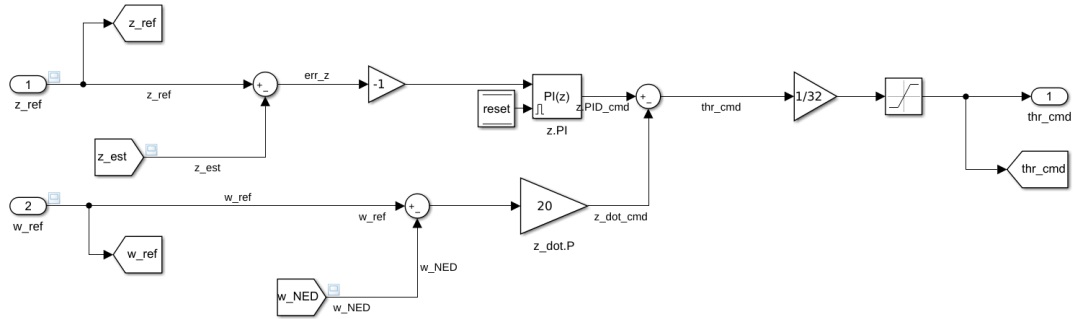 z_ref
1
z_ref
z_ref
+
_
err_z
-1
reset
PI(z)
z.PI
z.PID_cmd
+
_
thr_cmd
1/32
1
thr_cmd
thr_cmd
z_est
z_est
2
w_ref
w_ref
w_ref
+
_
20
z_dot.P
z_dot_cmd
w_ref
w_NED
w_NED
w_NED